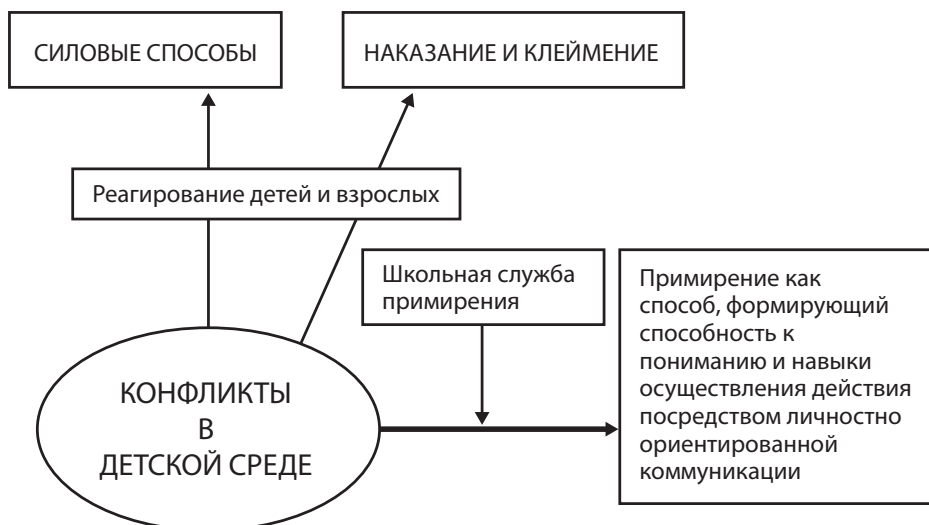 СИЛОВЫЕ СПОСОБЫ
НАКАЗАНИЕ И КЛЕЙМЕНИЕ
Реагирование детей и взрослых
Школьная служба
примирения
Примирение как
способ, формирующий
способность к
пониманию и навыки
осуществления действия
посредством личностно
ориентированной
коммуникации
КОНФЛИКТЫ
В
ДЕТСКОЙ СРЕДЕ